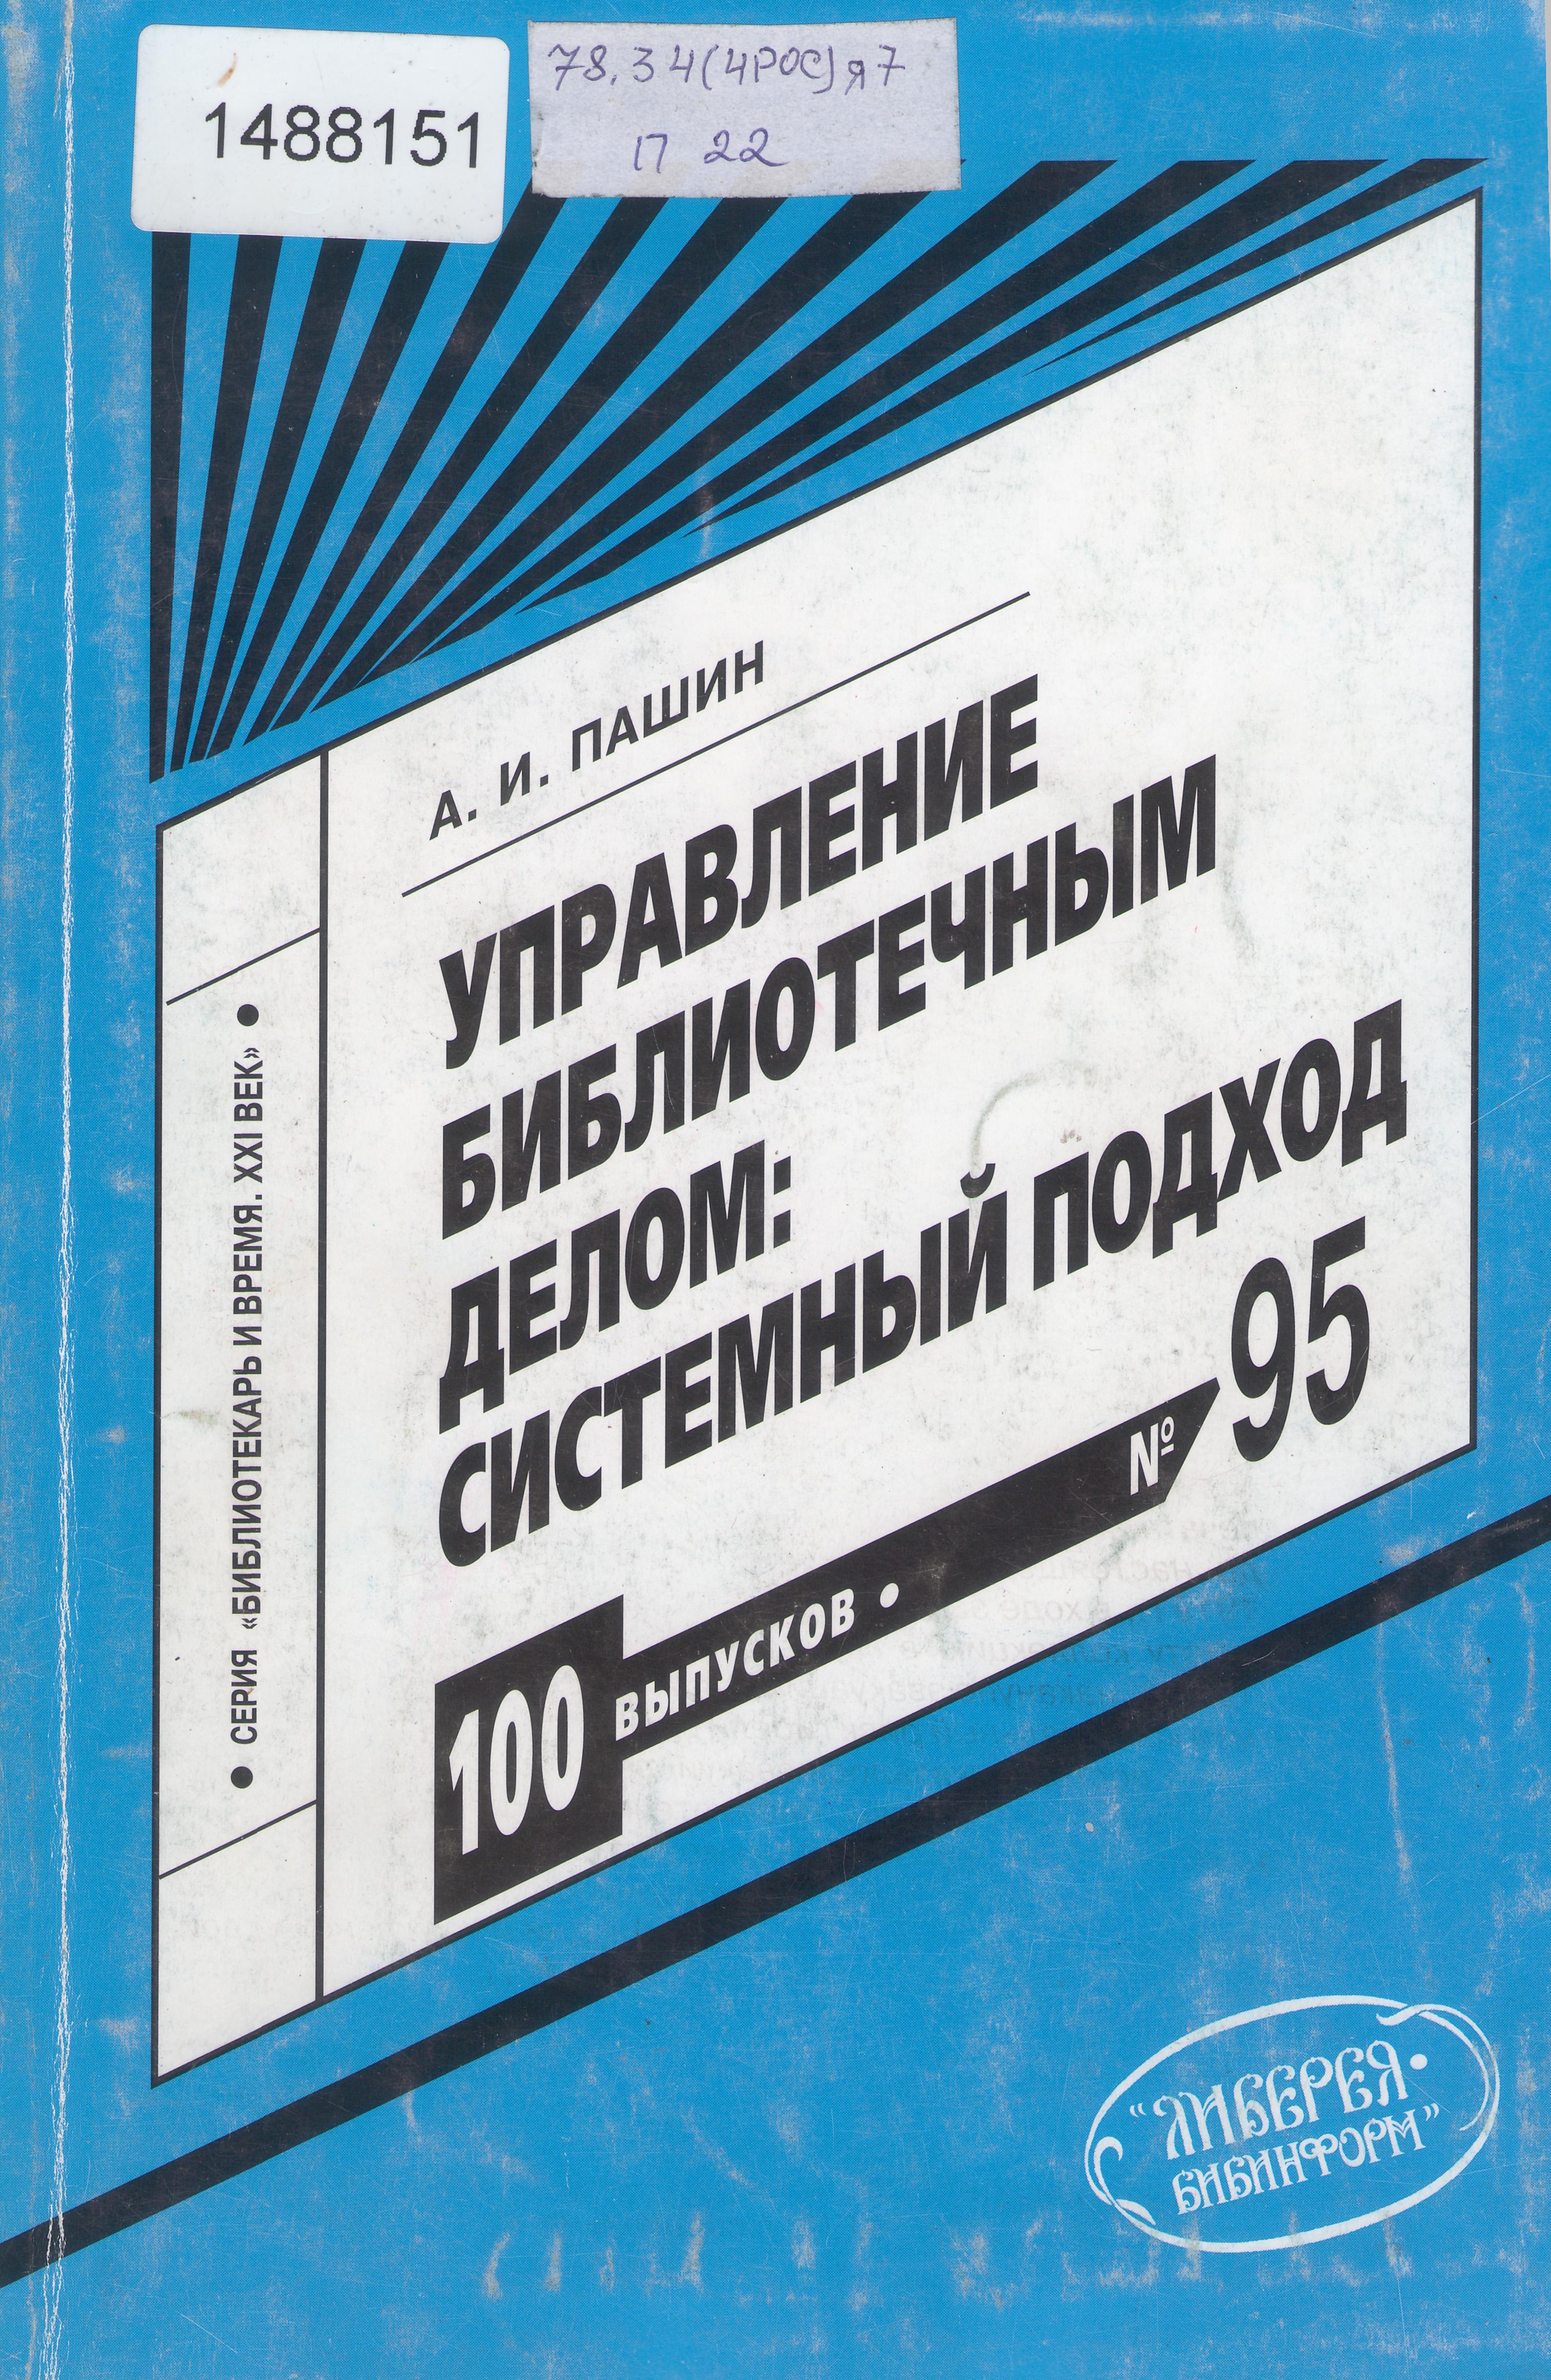 1488151
78.34(4РОС)я7
П 22
А. И. ПАШИН
УПРАВЛЕНИЕ
БИБЛИОТЕЧНЫМ
ДЕЛОМ:
СИСТЕМНЫЙ ПОДХОД
• СЕРИЯ «БИБЛИОТЕКАРЬ И ВРЕМЯ. XXI ВЕК» •
100 ВЫПУСКОВ • № 95
"ЛИБЕРЕЯ•
БИБИНФОРМ"